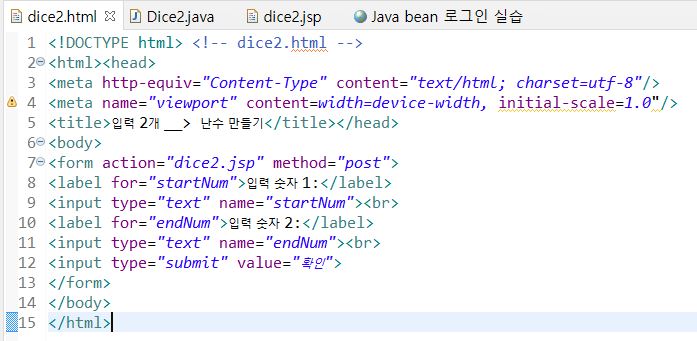 dice2.html Dice2.java dice2.jsp Java bean 로그인 실습
1 <!DOCTYPE html> <!-- dice2.html -->
2 <html><head>
3 <meta http-equiv="Content-Type" content="text/html; charset=utf-8"/>
4 <meta name="viewport" content=width=device-width, initial-scale=1.0"/>
5 <title>입력 2개 __> 난수 만들기</title></head>
6 <body>
7 <form action="dice2.jsp" method="post">
8 <label for="startNum">입력 숫자 1:</label>
9 <input type="text" name="startNum"><br>
10 <label for="endNum">입력 숫자 2:</label>
11 <input type="text" name="endNum"><br>
12 <input type="submit" value="확인">
13 </form>
14 </body>
15 </html>